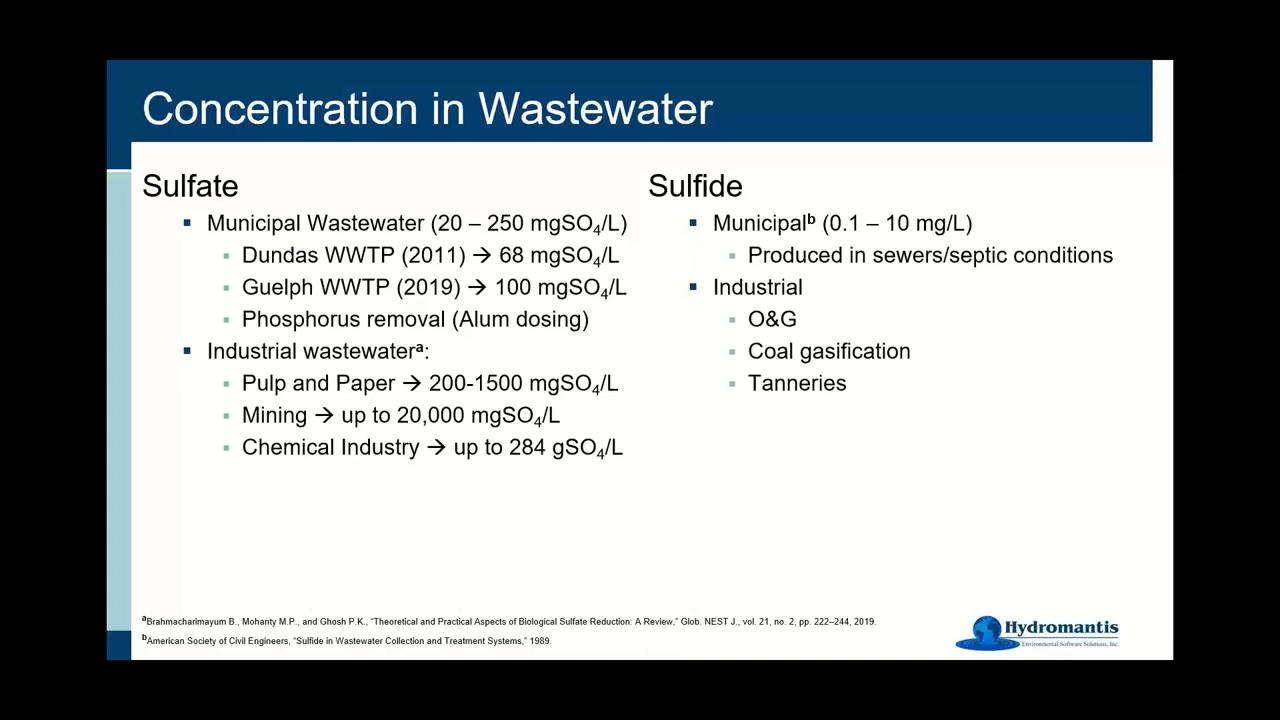 Concentration in Wastewater
Sulfate
Municipal Wastewater (20 – 250 mgSO₄/L)
Dundas WWTP (2011) → 68 mgSO₄/L
Guelph WWTP (2019) → 100 mgSO₄/L
Phosphorus removal (Alum dosing)
Industrial wastewaterᵃ:
Pulp and Paper → 200-1500 mgSO₄/L
Mining → up to 20,000 mgSO₄/L
Chemical Industry → up to 284 gSO₄/L
Sulfide
Municipalᵇ (0.1 – 10 mg/L)
Produced in sewers/septic conditions
Industrial
O&G
Coal gasification
Tanneries
ᵃBrahmacharimayum B., Mohanty M.P., and Ghosh P.K., “Theoretical and Practical Aspects of Biological Sulfate Reduction: A Review,” Glob. NEST J., vol. 21, no. 2, pp. 222–244, 2019.
ᵇAmerican Society of Civil Engineers, “Sulfide in Wastewater Collection and Treatment Systems,” 1989.
Hydromantis
Environmental Software Solutions, Inc.